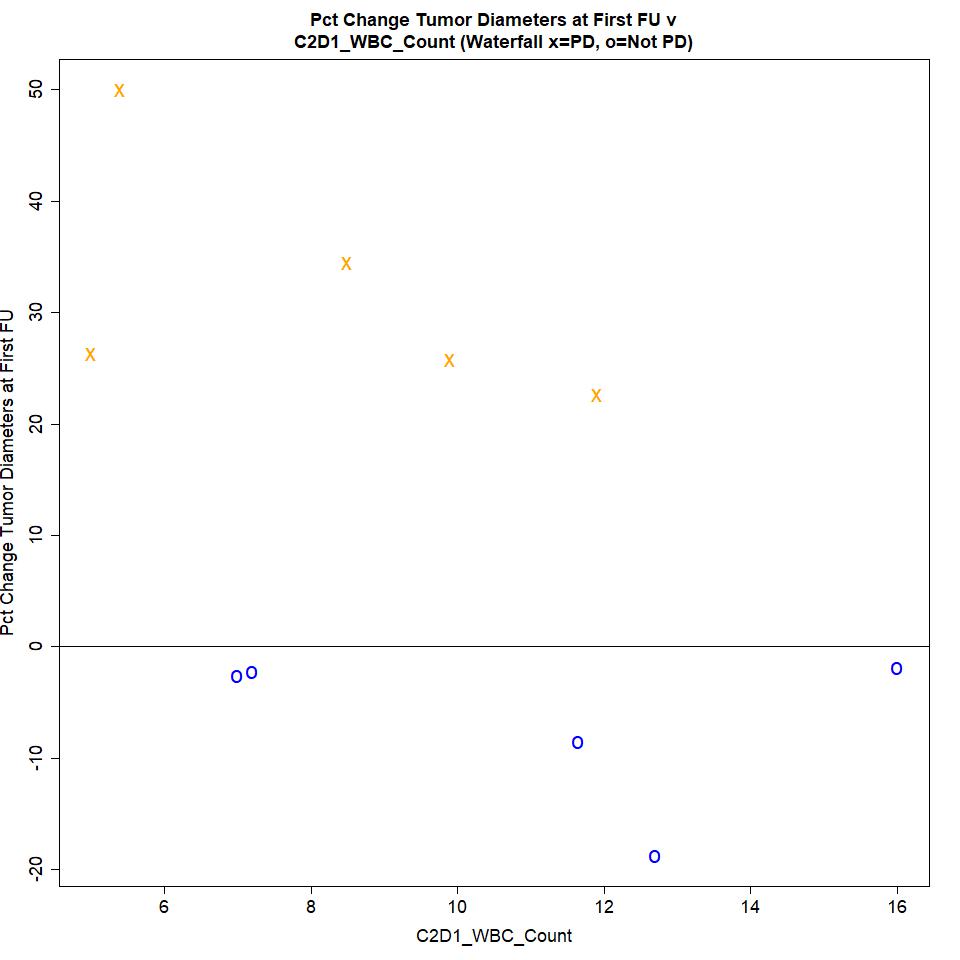 Pct Change Tumor Diameters at First FU v
C2D1_WBC_Count (Waterfall x=PD, o=Not PD)
Pct Change Tumor Diameters at First FU
50
40
30
20
10
0
-10
-20
X
X
X
X
X
O
O
O
O
O
6 8 10 12 14 16
C2D1_WBC_Count